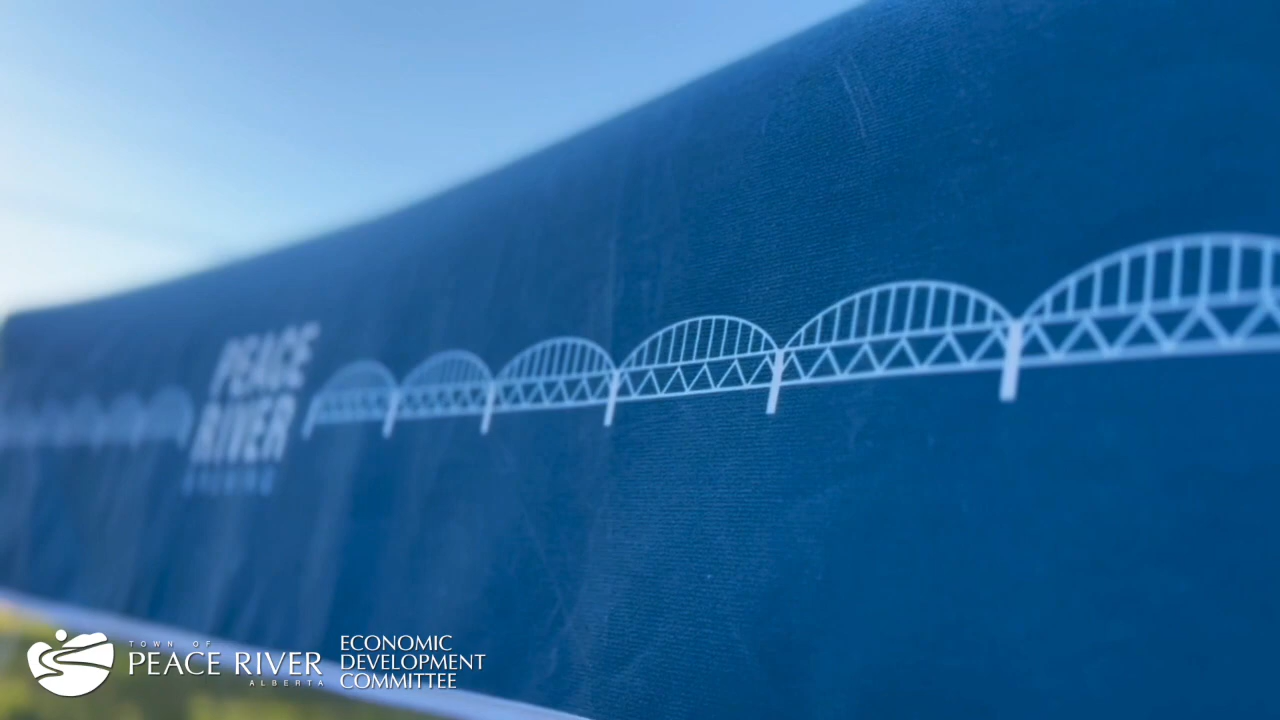 PEACE
RIVER
TOWN OF
PEACE RIVER
ALBERTA
ECONOMIC
DEVELOPMENT
COMMITTEE